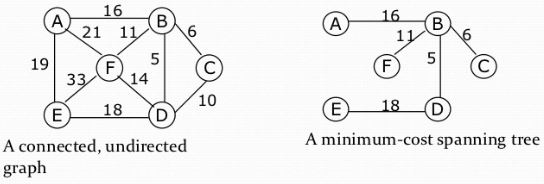 16
16
A
B
A
B
21
11
6
11
6
5
5
19
F
C
F
C
33
14
10
E
18
D
E
18
D
A connected, undirected
graph
A minimum-cost spanning tree